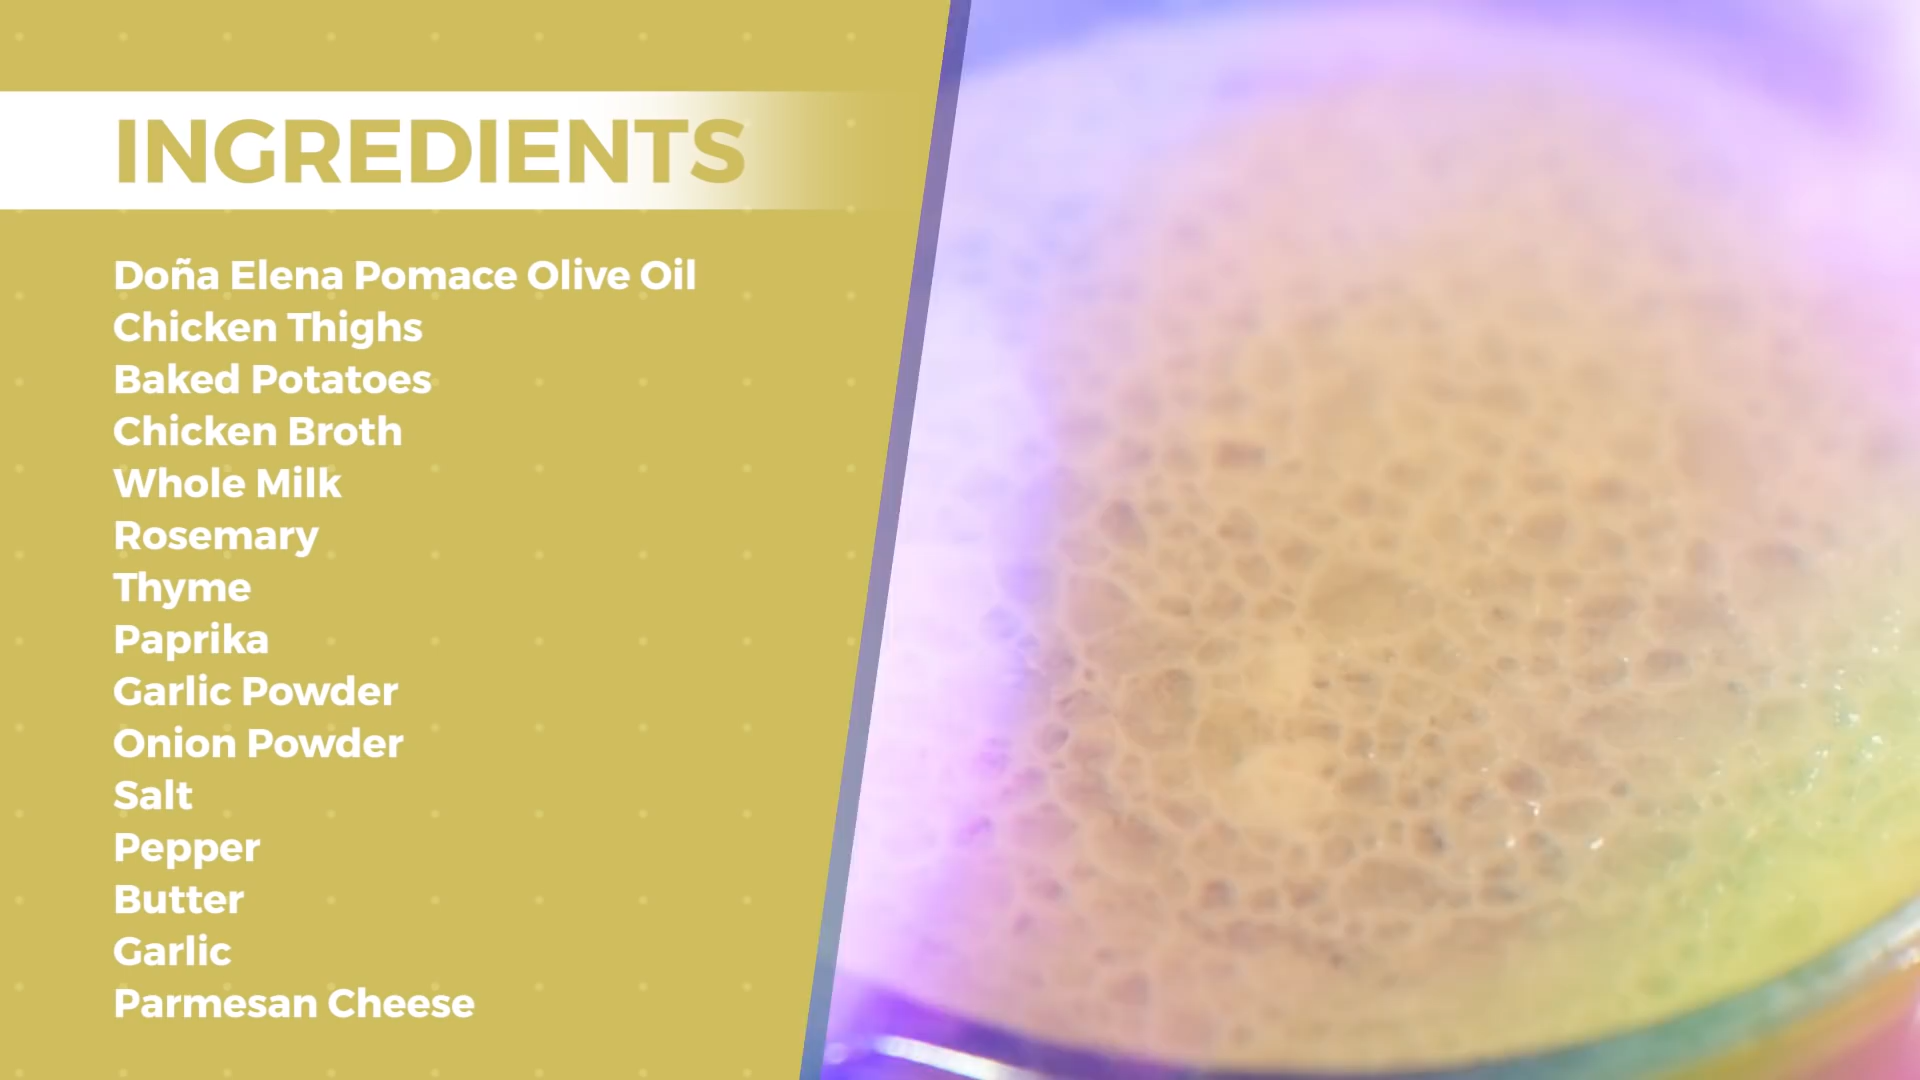 INGREDIENTS
Doña Elena Pomace Olive Oil
Chicken Thighs
Baked Potatoes
Chicken Broth
Whole Milk
Rosemary
Thyme
Paprika
Garlic Powder
Onion Powder
Salt
Pepper
Butter
Garlic
Parmesan Cheese